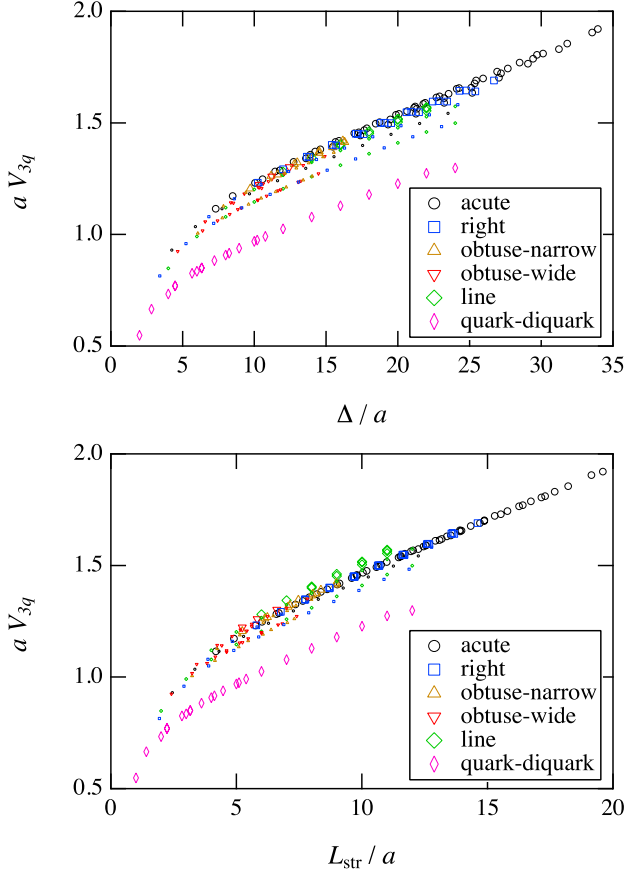 2.0
1.5
1.0
0.5
a V3q
0 5 10 15 20 25 30 35
Δ / a
acute
right
obtuse-narrow
obtuse-wide
line
quark-diquark
2.0
1.5
1.0
0.5
a V3q
0 5 10 15 20
Lstr / a
acute
right
obtuse-narrow
obtuse-wide
line
quark-diquark